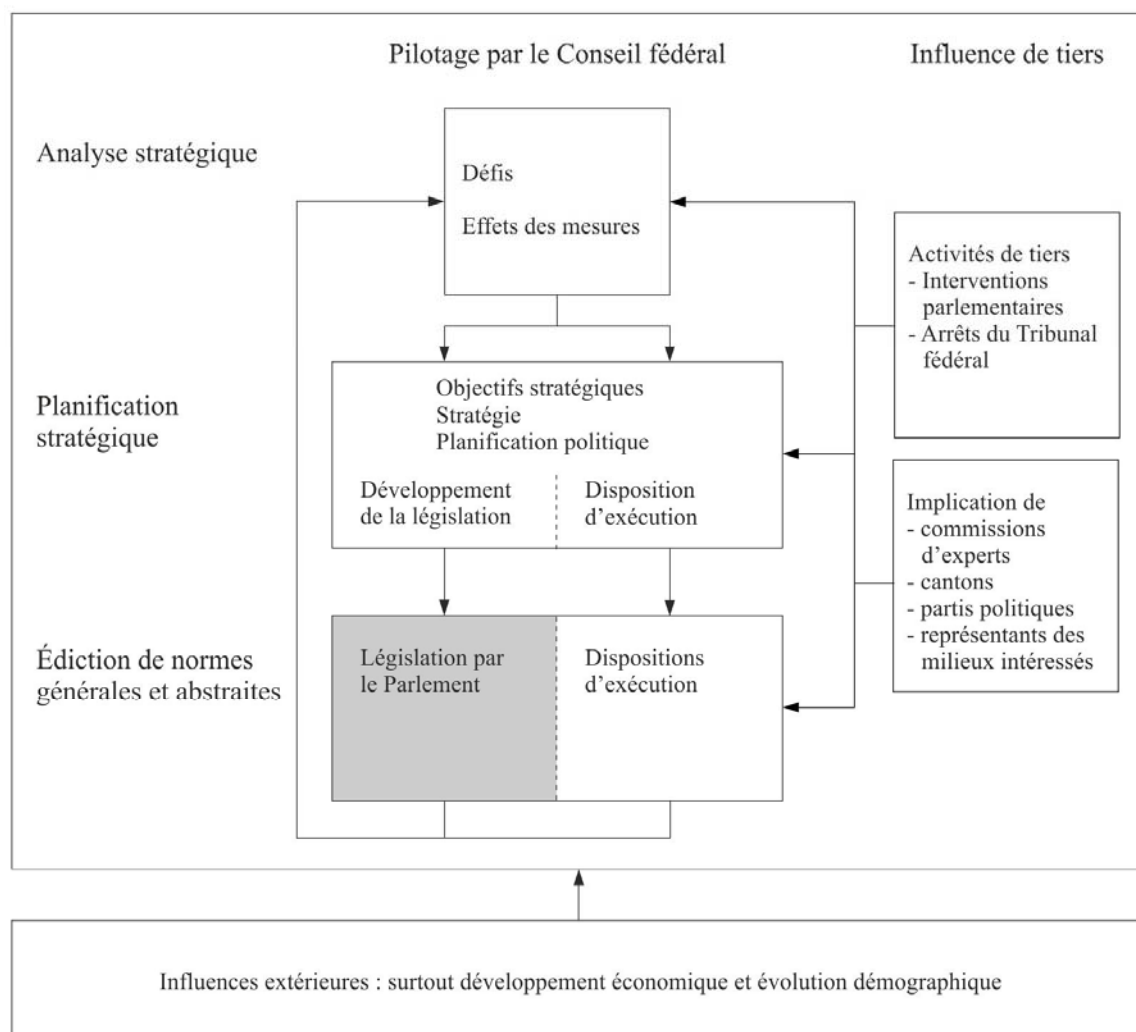 Pilotage par le Conseil fédéral
Influence de tiers
Analyse stratégique
Défis
Effets des mesures
Activités de tiers
- Interventions
parlementaires
- Arrêts du Tribunal
fédéral
Planification
stratégique
Objectifs stratégiques
Stratégie
Planification politique
Développement
de la législation
Disposition
d’exécution
Implication de
- commissions
d’experts
- cantons
- partis politiques
- représentants des
milieux intéressés
Édiction de normes
générales et abstraites
Législation par
le Parlement
Dispositions
d’exécution
Influences extérieures : surtout développement économique et évolution démographique